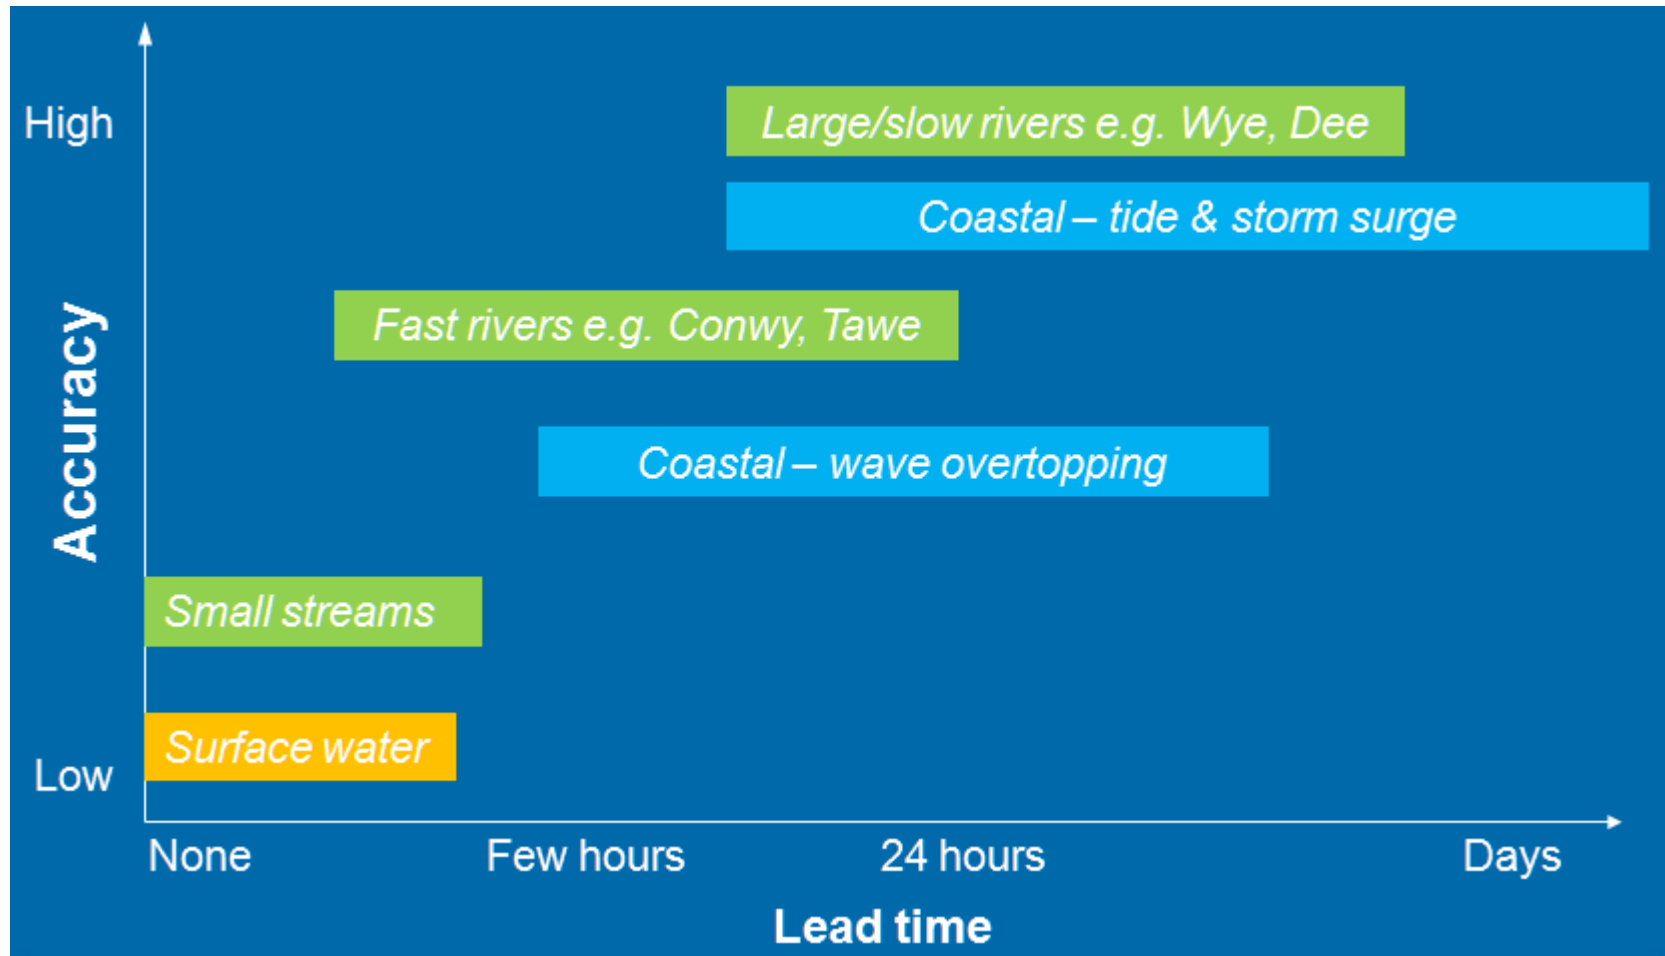 High
Large/slow rivers e.g. Wye, Dee
Coastal – tide & storm surge
Fast rivers e.g. Conwy, Tawe
Accuracy
Coastal – wave overtopping
Small streams
Surface water
Low
None
Few hours
24 hours
Days
Lead time